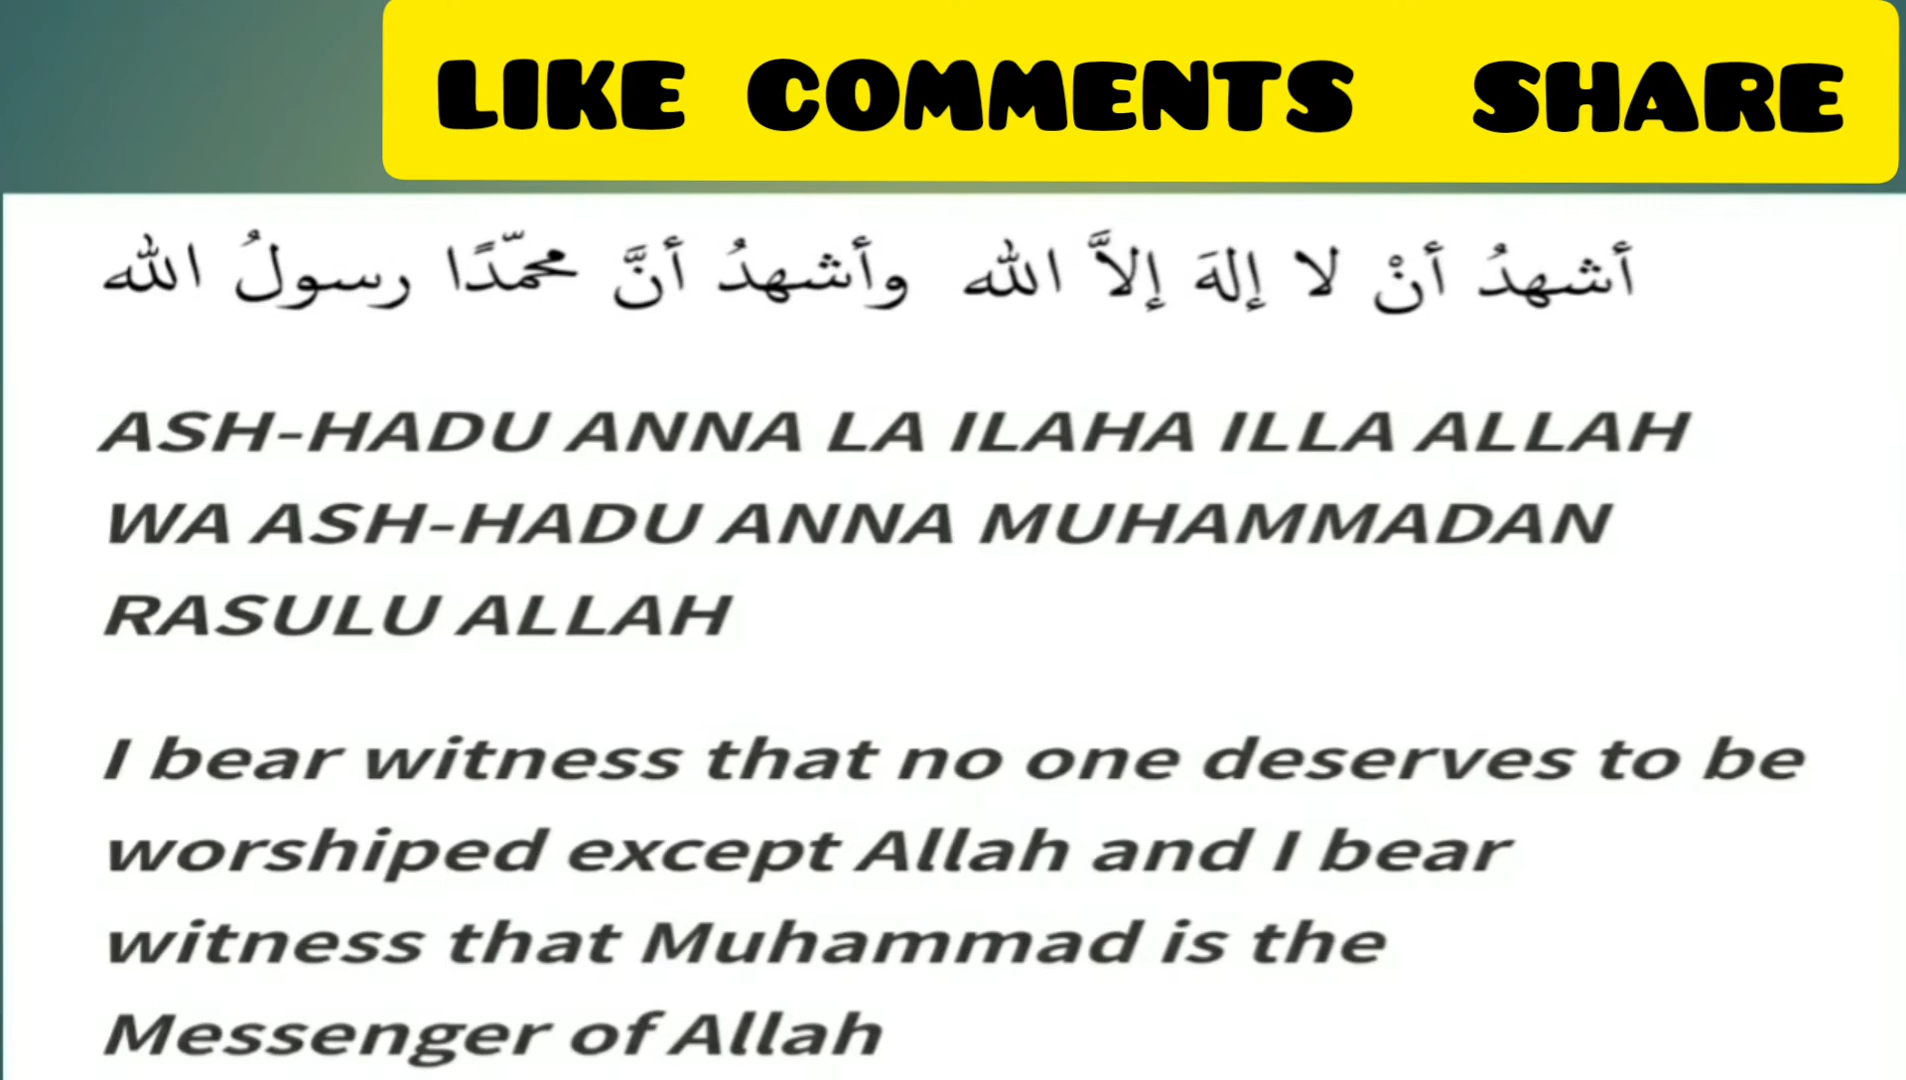 LIKE COMMENTS SHARE
أشهدُ أنْ لا إلهَ إلاَّ الله وأشهدُ أنَّ محمّدًا رسولُ الله
ASH-HADU ANNA LA ILAHA ILLA ALLAH
WA ASH-HADU ANNA MUHAMMADAN
RASULU ALLAH
I bear witness that no one deserves to be
worshiped except Allah and I bear
witness that Muhammad is the
Messenger of Allah